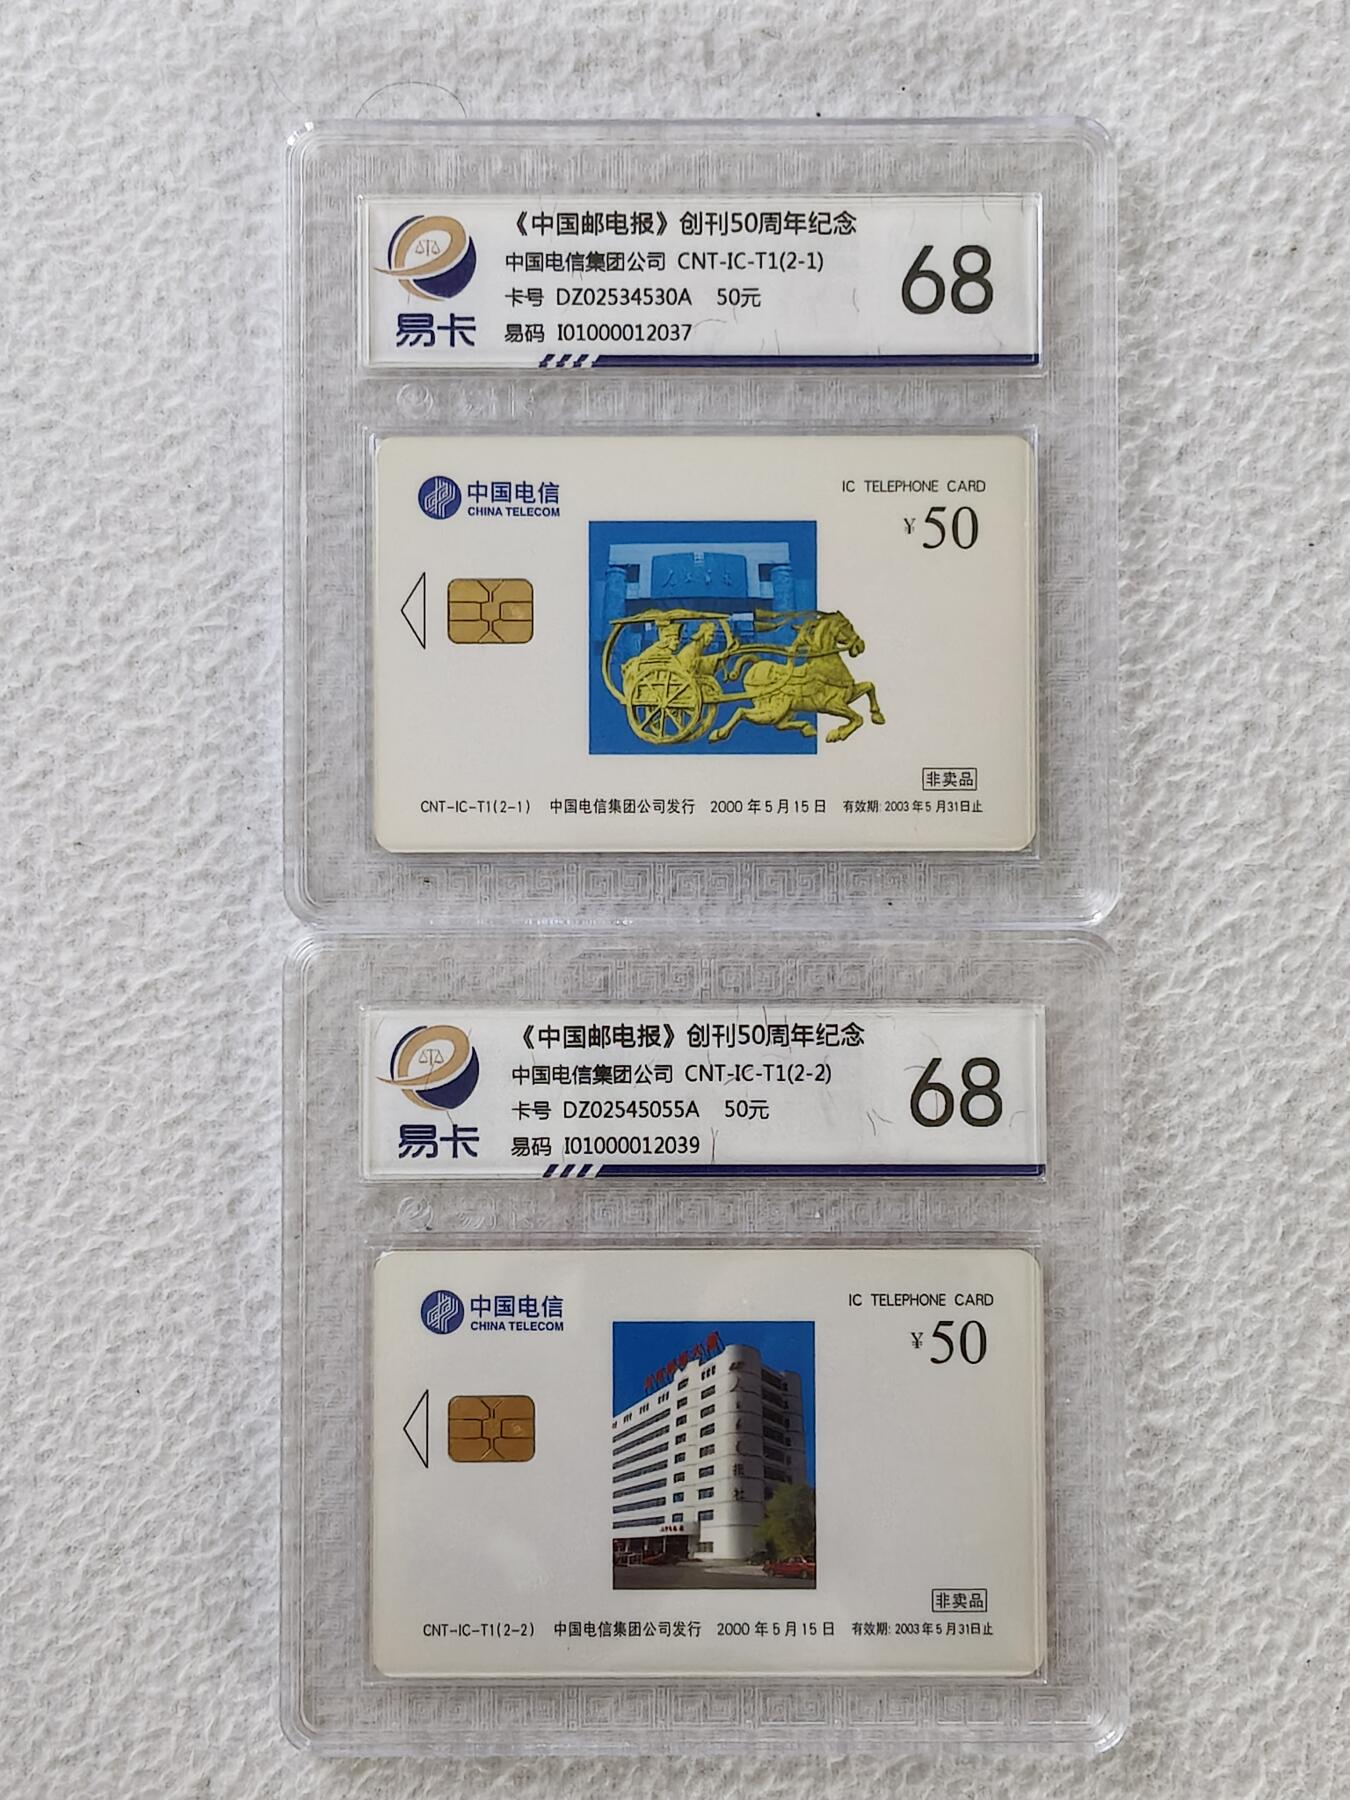 《中国邮电报》创刊50周年纪念
中国电信集团公司 CNT-IC-T1(2-1)
卡号 DZ02534530A 50元
易码 I01000012037
68
易卡
中国电信
CHINA TELECOM
IC TELEPHONE CARD
¥50
非卖品
CNT-IC-T1(2-1) 中国电信集团公司发行 2000年5月15日 有效期:2003年5月31日止
《中国邮电报》创刊50周年纪念
中国电信集团公司 CNT-IC-T1(2-2)
卡号 DZ02545055A 50元
易码 I01000012039
68
易卡
中国电信
CHINA TELECOM
IC TELEPHONE CARD
¥50
非卖品
CNT-IC-T1(2-2) 中国电信集团公司发行 2000年5月15日 有效期:2003年5月31日止